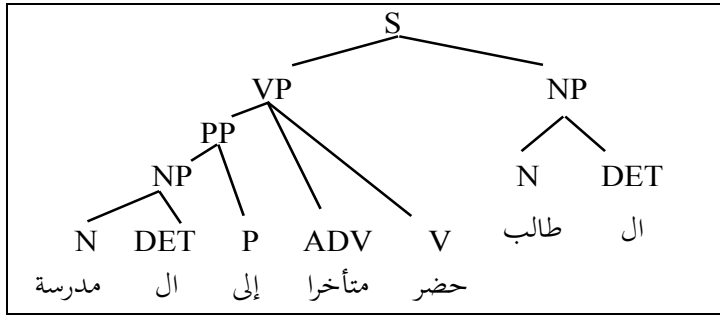 S
VP NP
PP
NP N DET
ال طالب
N DET P ADV V
حضر متأخرا إلى ال مدرسة